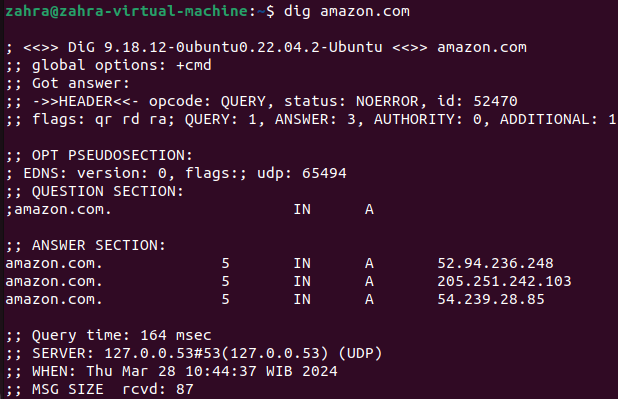 zahra@zahra-virtual-machine:~$ dig amazon.com

; <<>> DiG 9.18.12-0ubuntu0.22.04.2-Ubuntu <<>> amazon.com
;; global options: +cmd
;; Got answer:
;; ->>HEADER<<- opcode: QUERY, status: NOERROR, id: 52470
;; flags: qr rd ra; QUERY: 1, ANSWER: 3, AUTHORITY: 0, ADDITIONAL: 1

;; OPT PSEUDOSECTION:
; EDNS: version: 0, flags:; udp: 65494
;; QUESTION SECTION:
;amazon.com.                    IN      A

;; ANSWER SECTION:
amazon.com.             5       IN      A       52.94.236.248
amazon.com.             5       IN      A       205.251.242.103
amazon.com.             5       IN      A       54.239.28.85

;; Query time: 164 msec
;; SERVER: 127.0.0.53#53(127.0.0.53) (UDP)
;; WHEN: Thu Mar 28 10:44:37 WIB 2024
;; MSG SIZE  rcvd: 87